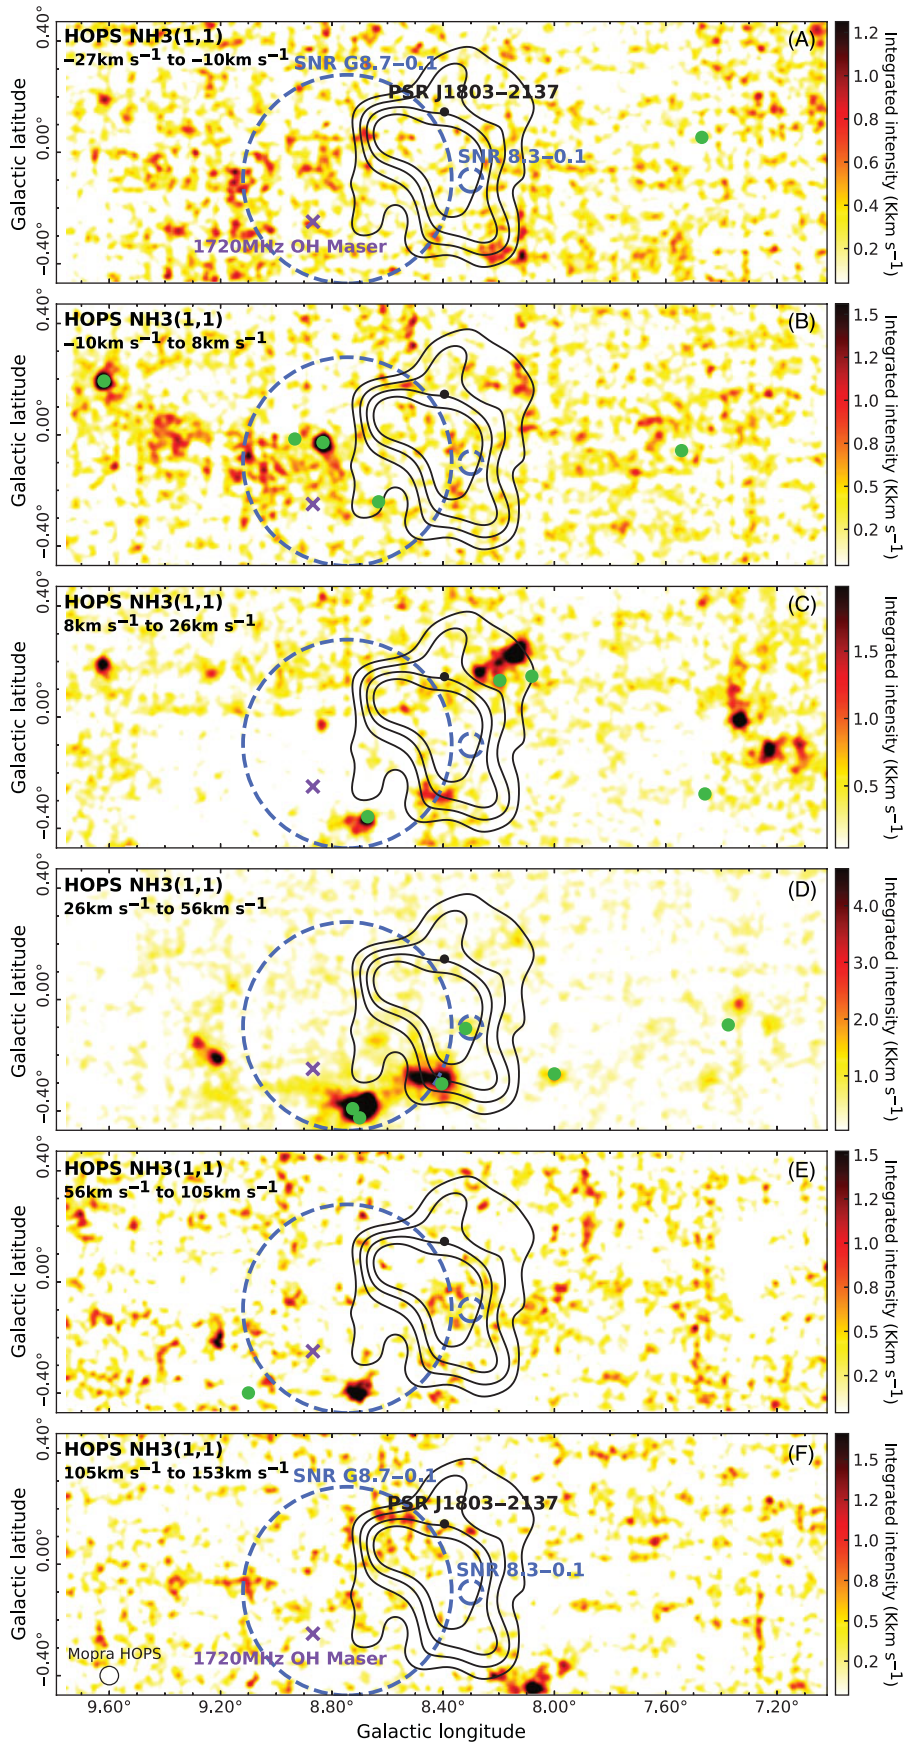 HOPS NH3(1,1)
−27km s−1 to −10km s−1
SNR G8.7−0.1
PSR J1803−2137
SNR 8.3−0.1
1720MHz OH Maser
(A)
Galactic latitude
0.40°
0.00°
−0.40°
1.2
1.0
0.8
0.6
0.4
0.2
Integrated intensity (Kkm s−1)
HOPS NH3(1,1)
−10km s−1 to 8km s−1
(B)
Galactic latitude
0.40°
0.00°
−0.40°
1.5
1.2
1.0
0.8
0.5
0.2
Integrated intensity (Kkm s−1)
HOPS NH3(1,1)
8km s−1 to 26km s−1
(C)
Galactic latitude
0.40°
0.00°
−0.40°
1.5
1.0
0.5
Integrated intensity (Kkm s−1)
HOPS NH3(1,1)
26km s−1 to 56km s−1
(D)
Galactic latitude
0.40°
0.00°
−0.40°
4.0
3.0
2.0
1.0
Integrated intensity (Kkm s−1)
HOPS NH3(1,1)
56km s−1 to 105km s−1
(E)
Galactic latitude
0.40°
0.00°
−0.40°
1.5
1.2
1.0
0.8
0.5
0.2
Integrated intensity (Kkm s−1)
HOPS NH3(1,1)
105km s−1 to 153km s−1
SNR G8.7−0.1
PSR J1803−2137
SNR 8.3−0.1
1720MHz OH Maser
Mopra HOPS
(F)
Galactic latitude
0.40°
0.00°
−0.40°
1.5
1.2
1.0
0.8
0.5
0.2
Integrated intensity (Kkm s−1)
9.60° 9.20° 8.80° 8.40° 8.00° 7.60° 7.20°
Galactic longitude